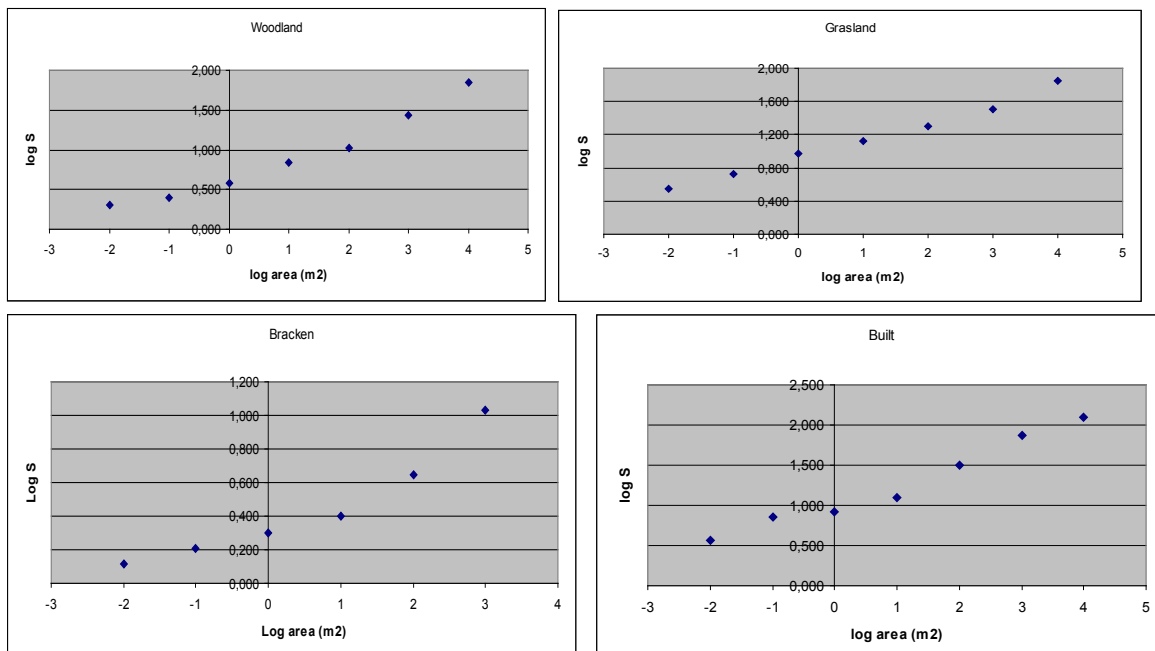 Woodland
2,000
1,500
1,000
0,500
0,000
log S
-3 -2 -1 0 1 2 3 4 5
log area (m2)
Grasland
2,000
1,600
1,200
0,800
0,400
0,000
log S
-3 -2 -1 0 1 2 3 4 5
log area (m2)
Bracken
1,200
1,000
0,800
0,600
0,400
0,200
0,000
Log S
-3 -2 -1 0 1 2 3 4
Log area (m2)
Built
2,500
2,000
1,500
1,000
0,500
0,000
log S
-3 -2 -1 0 1 2 3 4 5
log area (m2)